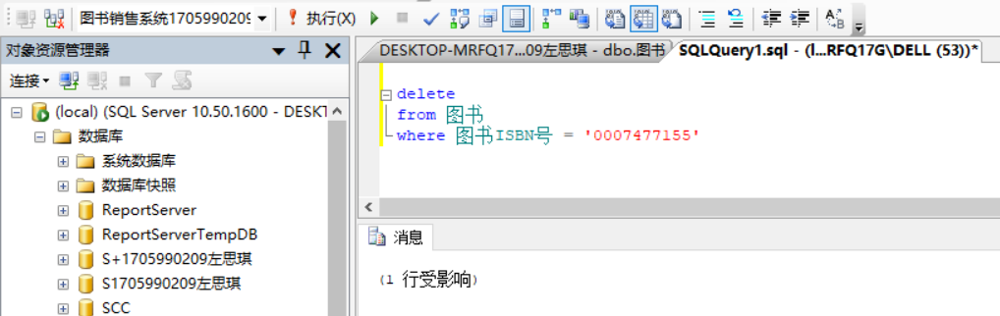 图书销售系统1705990209
执行(X)
对象资源管理器
连接
(local) (SQL Server 10.50.1600 - DESKT
数据库
系统数据库
数据库快照
ReportServer
ReportServerTempDB
S+1705990209左思琪
S1705990209左思琪
SCC
DESKTOP-MRFQ17...09左思琪 - dbo.图书
SQLQuery1.sql - (l...RFQ17G\DELL (53))*
delete
from 图书
where 图书ISBN号 = '0007477155'
消息
(1 行受影响)